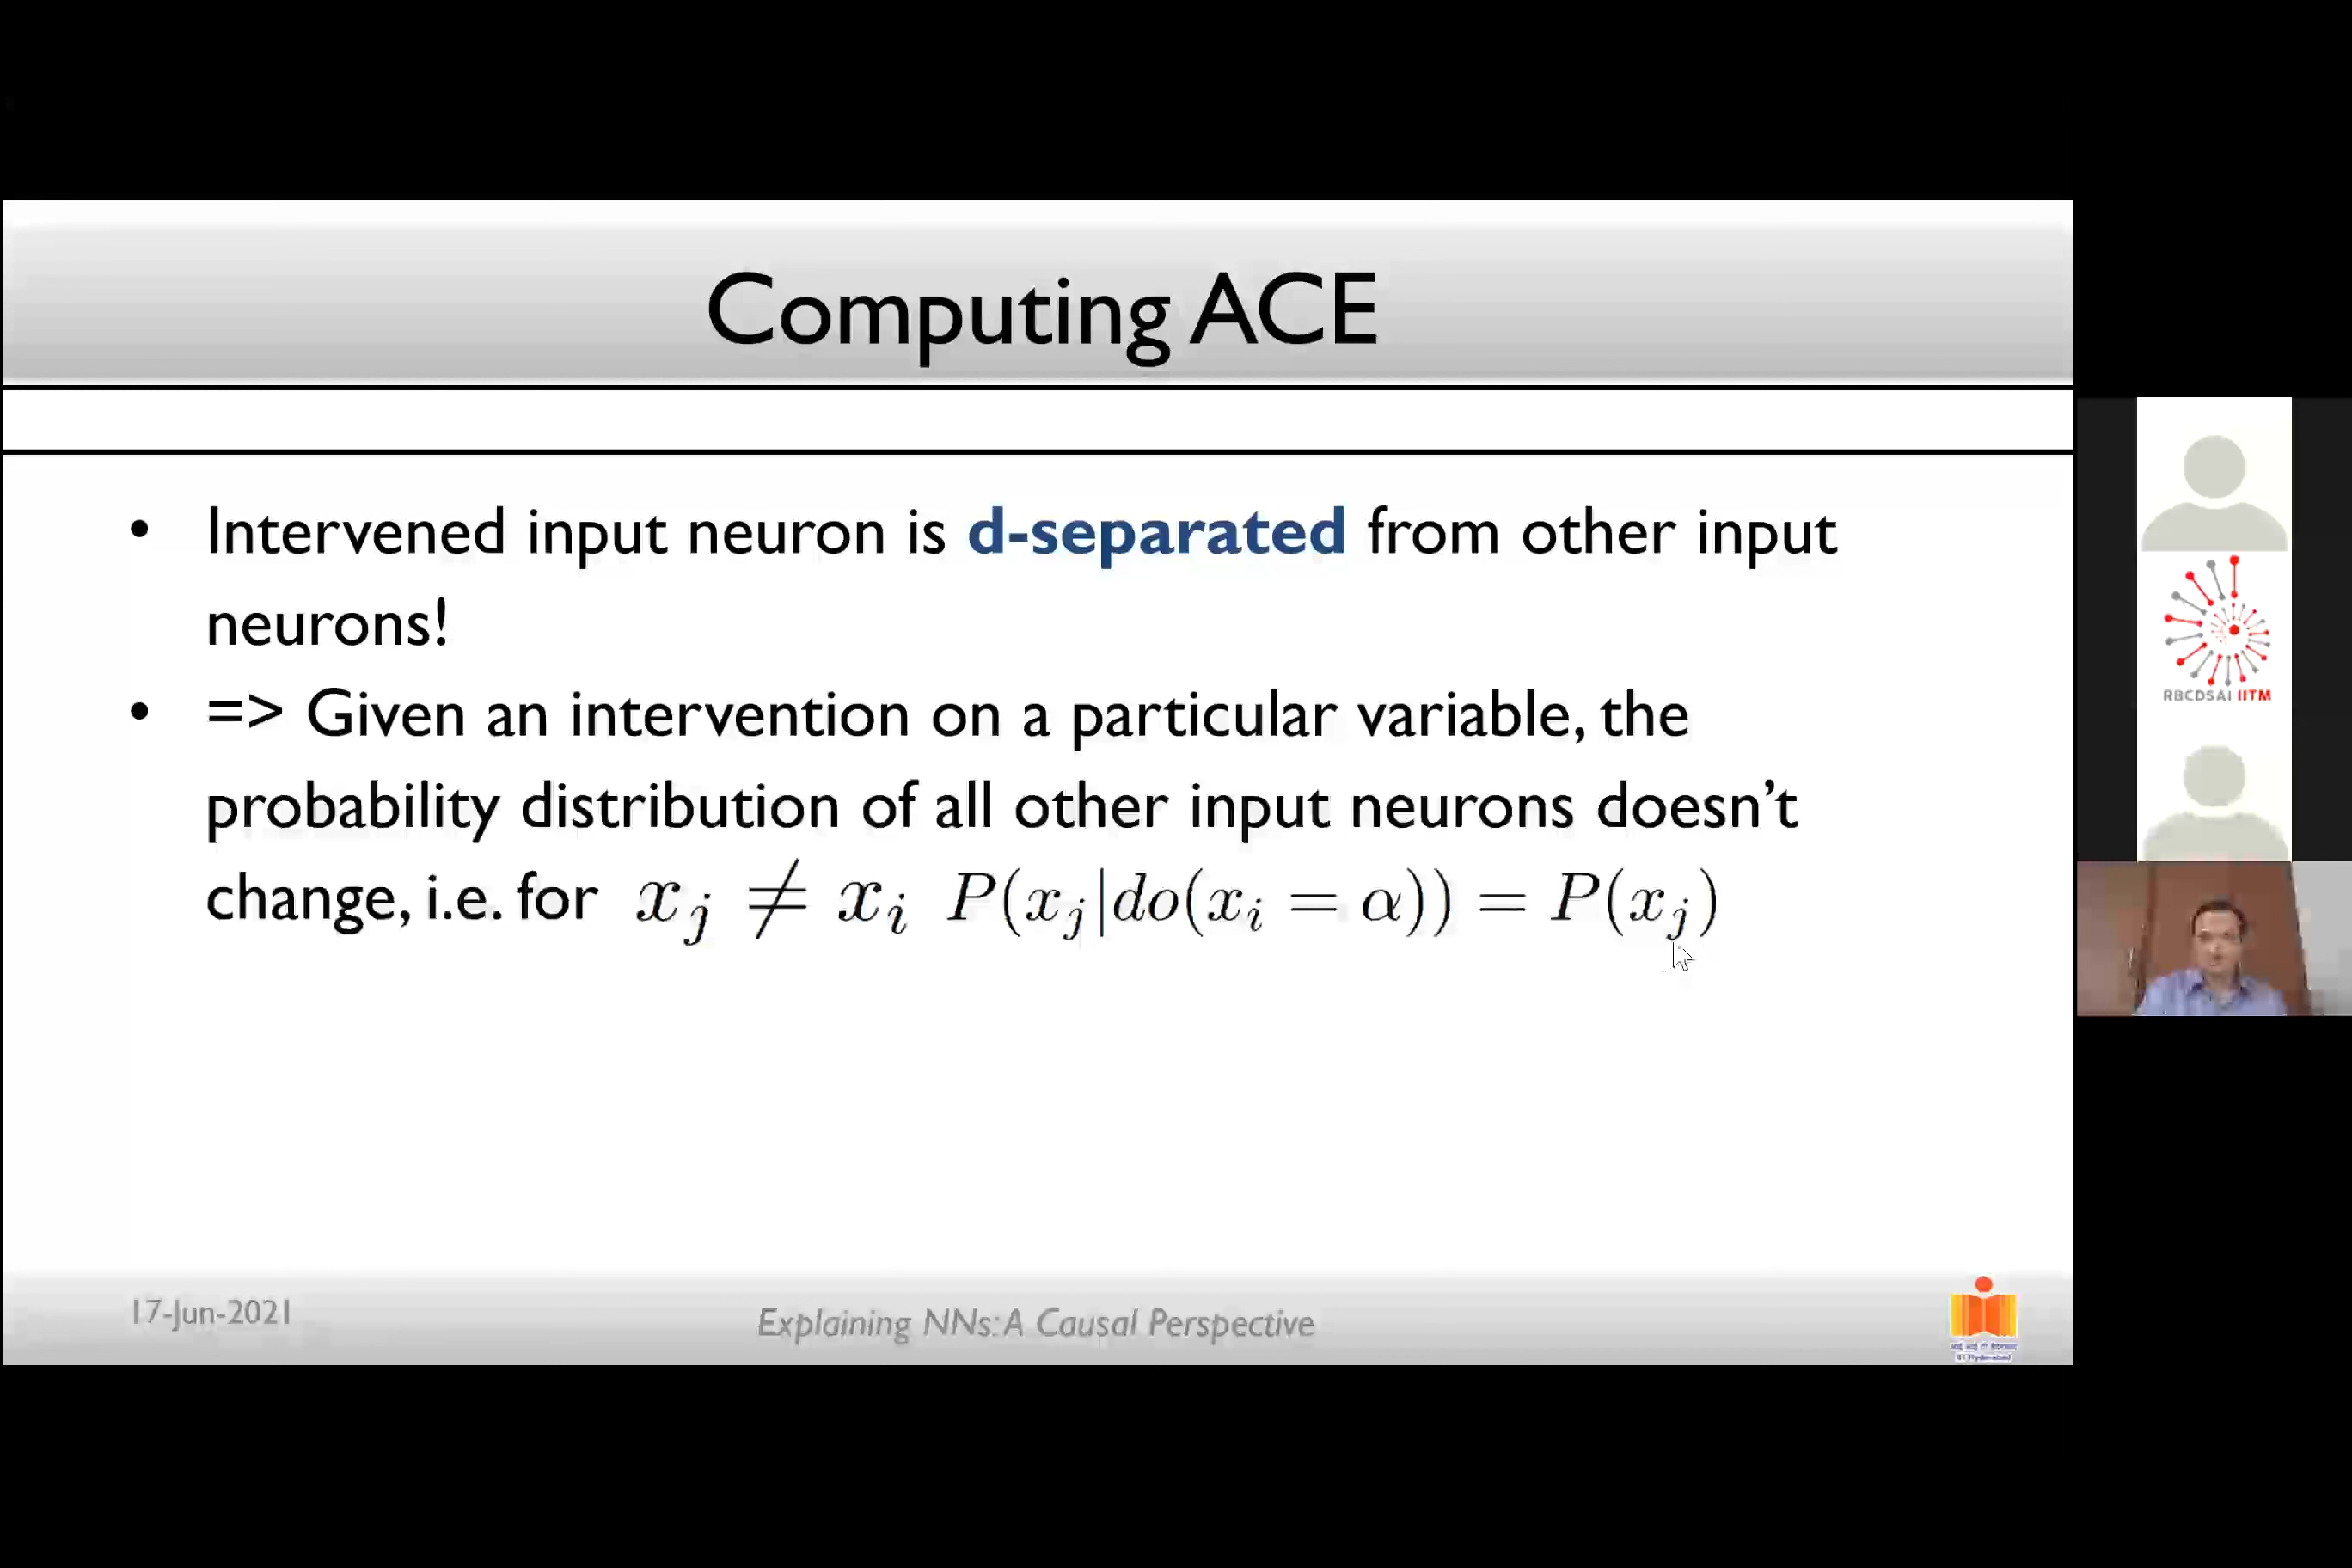 Computing ACE
• Intervened input neuron is d-separated from other input
neurons!
• => Given an intervention on a particular variable, the
probability distribution of all other input neurons doesn't
change, i.e. for x_j ≠ x_i P(x_j|do(x_i = α)) = P(x_j)
RBCDSAI IITM
17-Jun-2021
Explaining NNs: A Causal Perspective